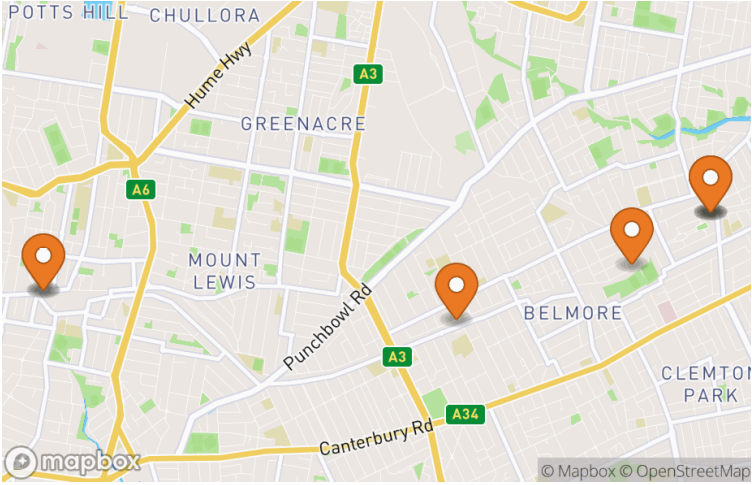 POTTS HILL
CHULLORA
Hume Hwy
A3
GREENACRE
A6
MOUNT
LEWIS
Punchbowl Rd
BELMORE
A3
CLEMTON
PARK
A34
Canterbury Rd
mapbox
© Mapbox © OpenStreetMap